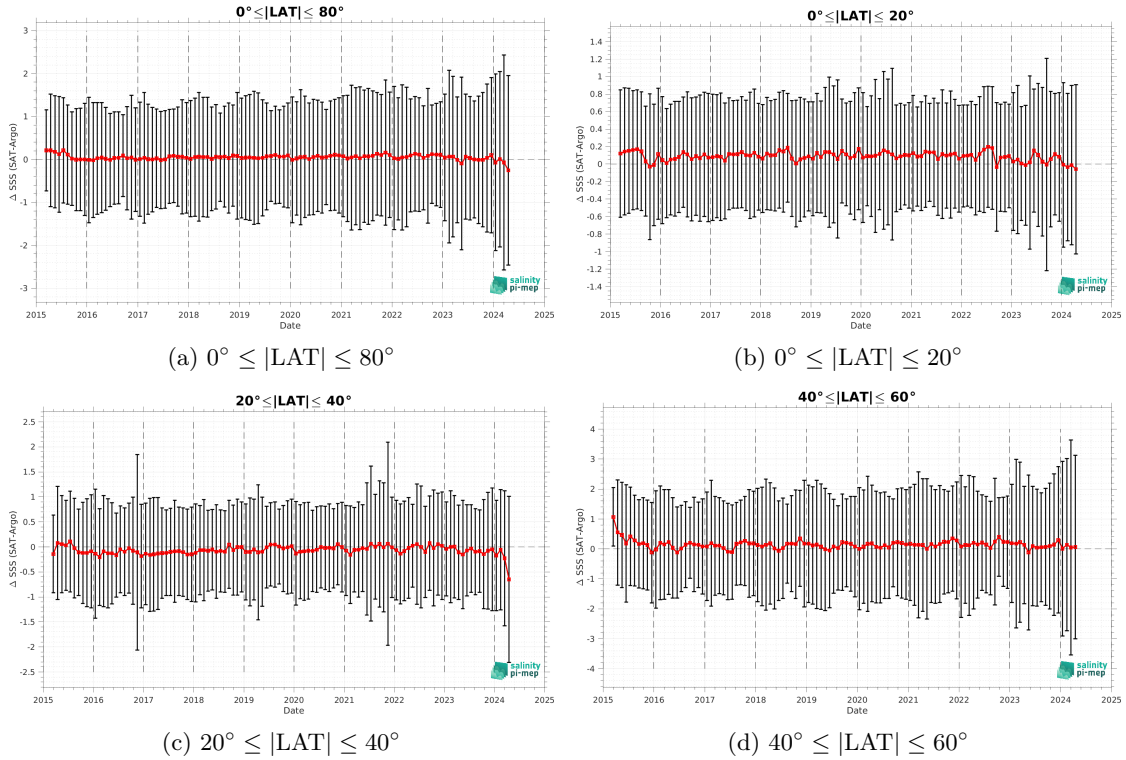 0°≤|LAT|≤ 80°
3
2
1
0
-1
-2
-3
Δ SSS (SAT-Argo)
2015 2016 2017 2018 2019 2020 2021 2022 2023 2024 2025
Date
salinity
pi-mep
(a) 0° ≤ |LAT| ≤ 80°
0°≤|LAT|≤ 20°
1.4
1.2
1
0.8
0.6
0.4
0.2
0
-0.2
-0.4
-0.6
-0.8
-1
-1.2
-1.4
Δ SSS (SAT-Argo)
2015 2016 2017 2018 2019 2020 2021 2022 2023 2024 2025
Date
salinity
pi-mep
(b) 0° ≤ |LAT| ≤ 20°
20°≤|LAT|≤ 40°
2.5
2
1.5
1
0.5
0
-0.5
-1
-1.5
-2
-2.5
Δ SSS (SAT-Argo)
2015 2016 2017 2018 2019 2020 2021 2022 2023 2024 2025
Date
salinity
pi-mep
(c) 20° ≤ |LAT| ≤ 40°
40°≤|LAT|≤ 60°
4
3
2
1
0
-1
-2
-3
-4
Δ SSS (SAT-Argo)
2015 2016 2017 2018 2019 2020 2021 2022 2023 2024 2025
Date
salinity
pi-mep
(d) 40° ≤ |LAT| ≤ 60°